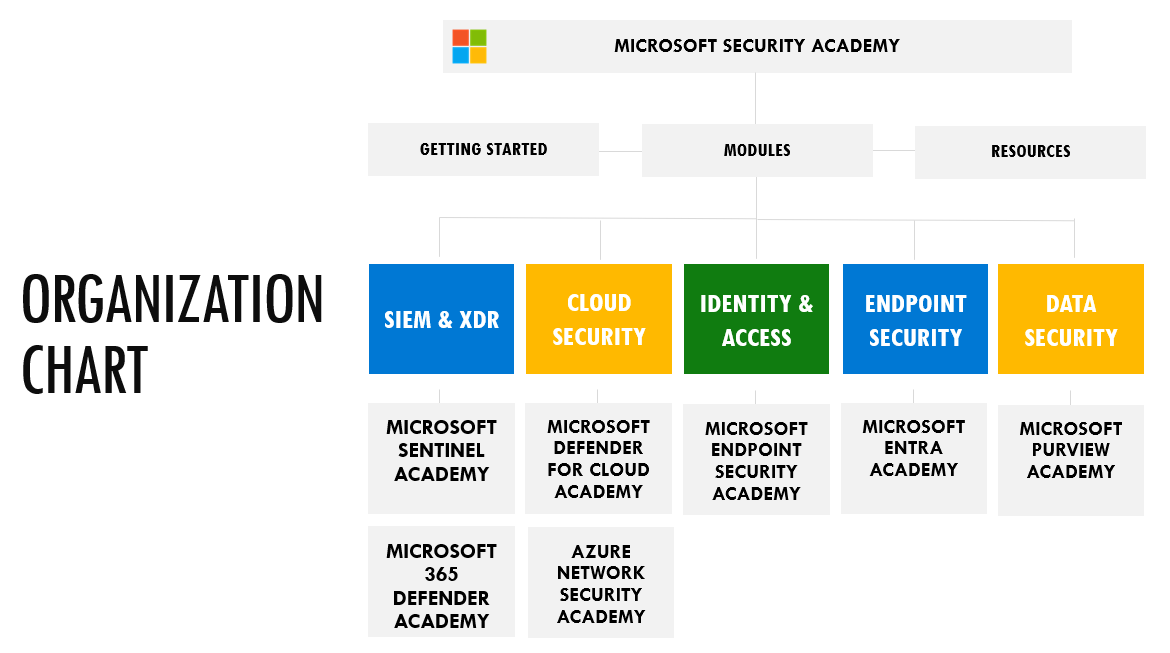 MICROSOFT SECURITY ACADEMY
GETTING STARTED
MODULES
RESOURCES
ORGANIZATION
CHART
SIEM & XDR
CLOUD
SECURITY
IDENTITY &
ACCESS
ENDPOINT
SECURITY
DATA
SECURITY
MICROSOFT
SENTINEL
ACADEMY
MICROSOFT
DEFENDER
FOR CLOUD
ACADEMY
MICROSOFT
ENDPOINT
SECURITY
ACADEMY
MICROSOFT
ENTRA
ACADEMY
MICROSOFT
PURVIEW
ACADEMY
MICROSOFT
365
DEFENDER
ACADEMY
AZURE
NETWORK
SECURITY
ACADEMY